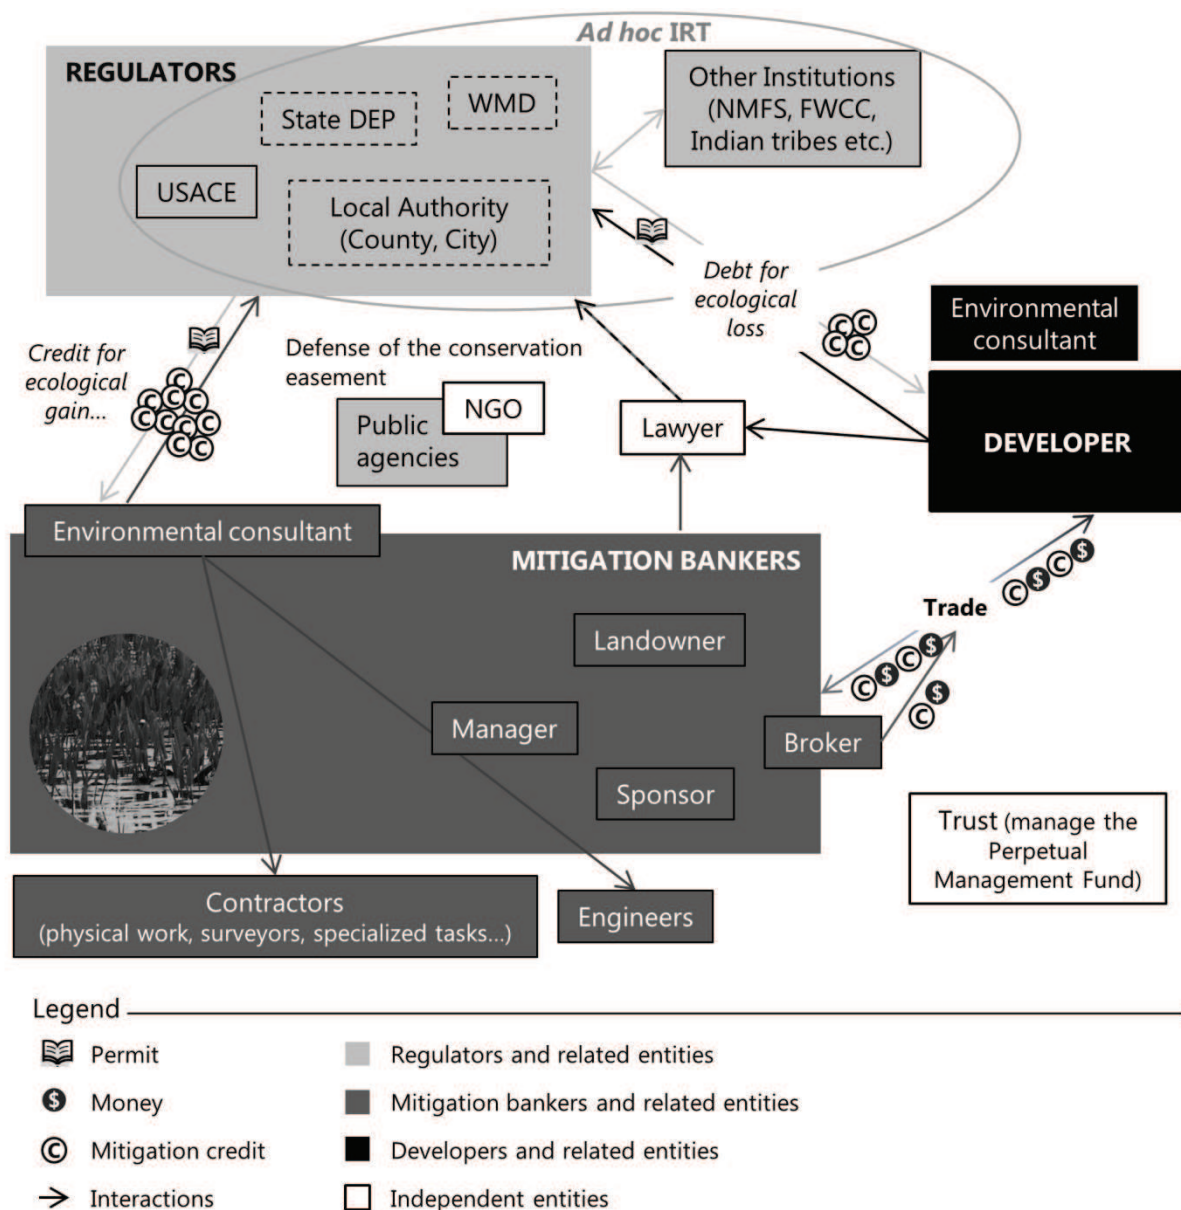 Ad hoc IRT
REGULATORS
State DEP
WMD
USACE
Local Authority
(County, City)
Other Institutions
(NMFS, FWCC,
Indian tribes etc.)
Debt for
ecological
loss
Credit for
ecological
gain...
Defense of the conservation
easement
NGO
Public
agencies
Lawyer
Environmental
consultant
DEVELOPER
Environmental consultant
MITIGATION BANKERS
Landowner
Manager
Sponsor
Broker
Trade
Trust (manage the
Perpetual
Management Fund)
Contractors
(physical work, surveyors, specialized tasks...)
Engineers
Legend
Permit
Money
Mitigation credit
Interactions
Regulators and related entities
Mitigation bankers and related entities
Developers and related entities
Independent entities